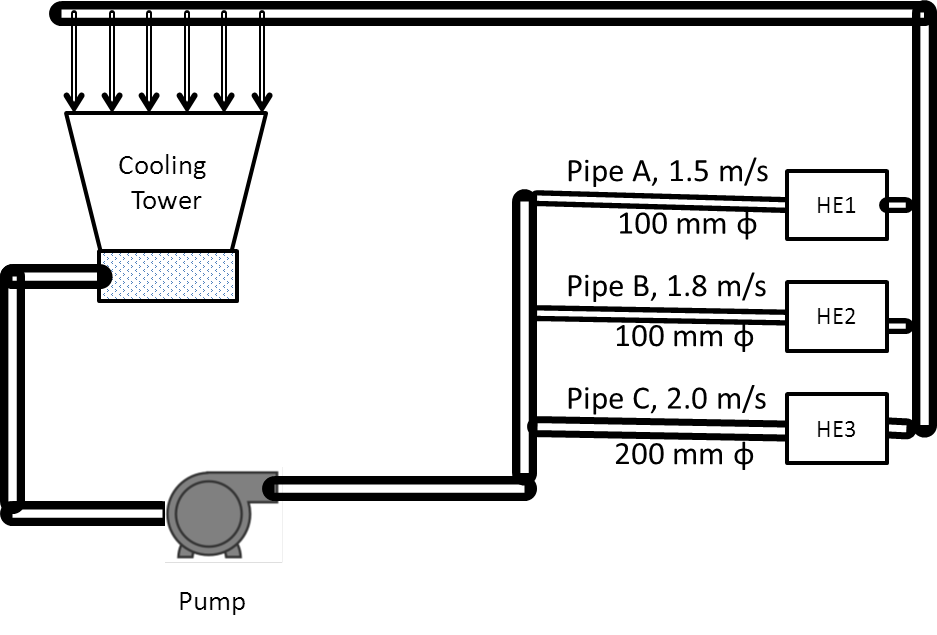 Cooling
Tower
Pipe A, 1.5 m/s
100 mm ϕ
HE1
Pipe B, 1.8 m/s
100 mm ϕ
HE2
Pipe C, 2.0 m/s
200 mm ϕ
HE3
Pump